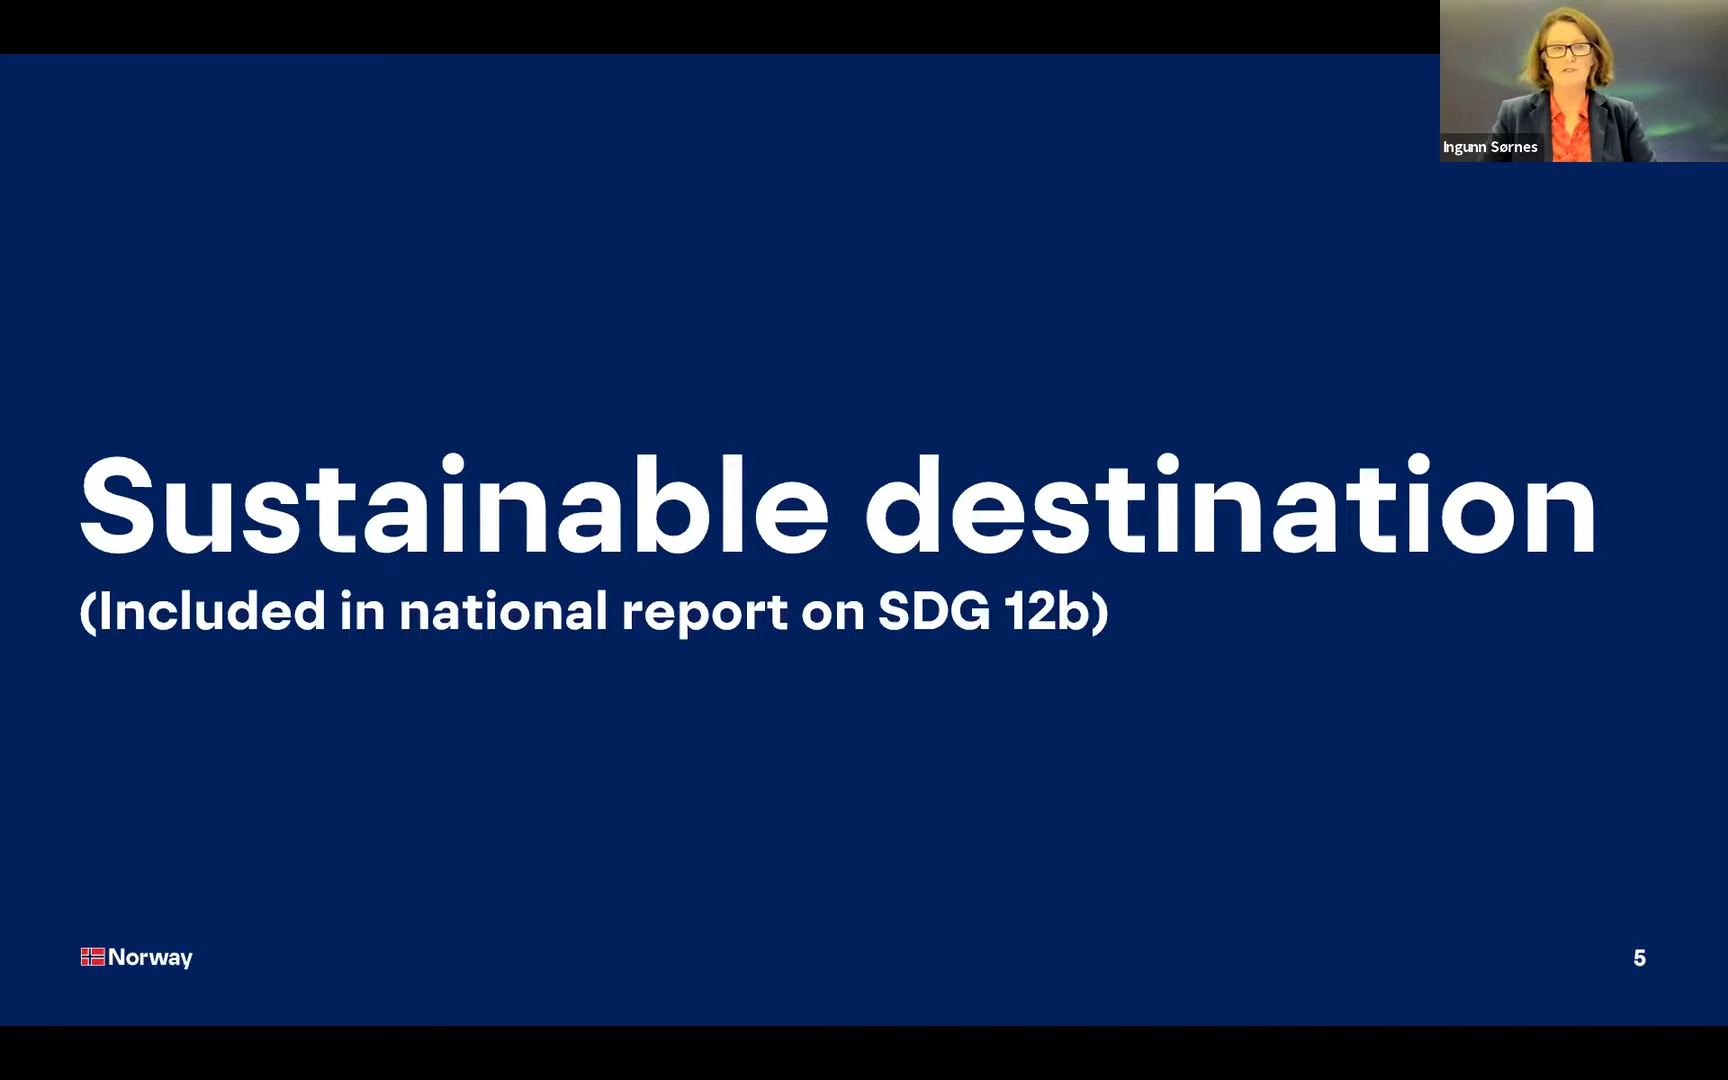 Ingunn Sørnes
Sustainable destination
(Included in national report on SDG 12b)
Norway
5